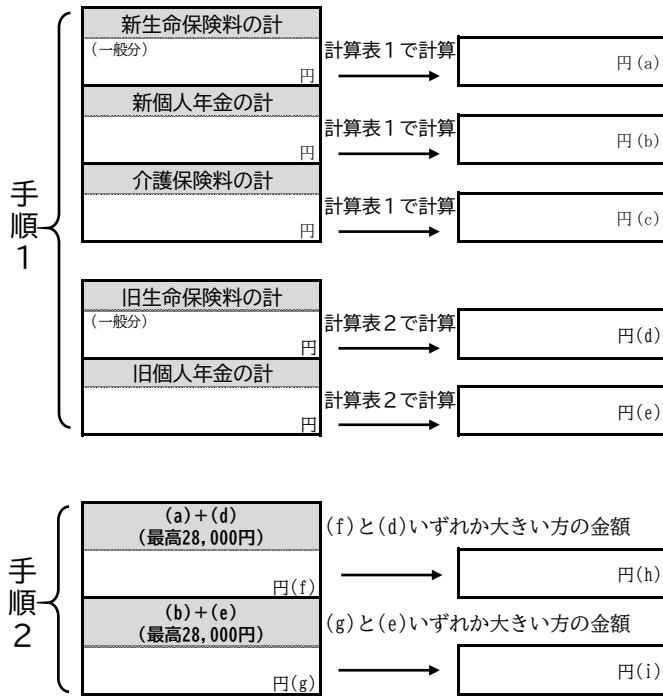 手順1
新生命保険料の計
(一般分)
円
計算表1で計算
円(a)
新個人年金の計
円
計算表1で計算
円(b)
介護保険料の計
円
計算表1で計算
円(c)
旧生命保険料の計
(一般分)
円
計算表2で計算
円(d)
旧個人年金の計
円
計算表2で計算
円(e)
手順2
(a)+(d)
(最高28,000円)
円(f)
(f)と(d)いずれか大きい方の金額
円(h)
(b)+(e)
(最高28,000円)
円(g)
(g)と(e)いずれか大きい方の金額
円(i)